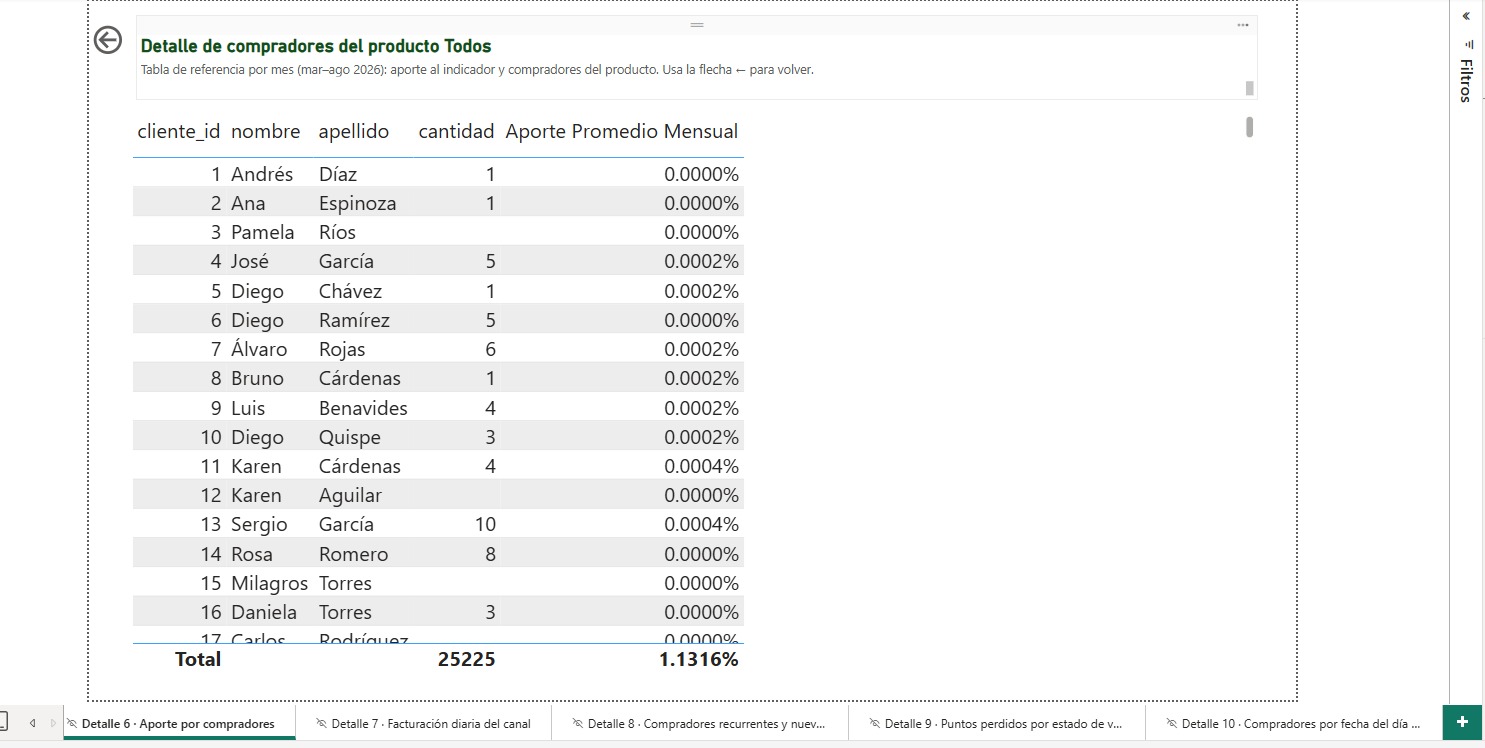 Detalle de compradores del producto Todos
Tabla de referencia por mes (mar–ago 2026): aporte al indicador y compradores del producto. Usa la flecha ← para volver.
cliente_id nombre apellido cantidad Aporte Promedio Mensual
1 Andrés Díaz 1 0.0000%
2 Ana Espinoza 1 0.0000%
3 Pamela Ríos 0.0000%
4 José García 5 0.0002%
5 Diego Chávez 1 0.0002%
6 Diego Ramírez 5 0.0000%
7 Álvaro Rojas 6 0.0002%
8 Bruno Cárdenas 1 0.0002%
9 Luis Benavides 4 0.0002%
10 Diego Quispe 3 0.0002%
11 Karen Cárdenas 4 0.0004%
12 Karen Aguilar 0.0000%
13 Sergio García 10 0.0004%
14 Rosa Romero 8 0.0000%
15 Milagros Torres 0.0000%
16 Daniela Torres 3 0.0000%
17 Carlos Rodríguez 0.0000%
Total 25225 1.1316%
Filtros
Detalle 6 · Aporte por compradores
Detalle 7 · Facturación diaria del canal
Detalle 8 · Compradores recurrentes y nuev...
Detalle 9 · Puntos perdidos por estado de v...
Detalle 10 · Compradores por fecha del día ...